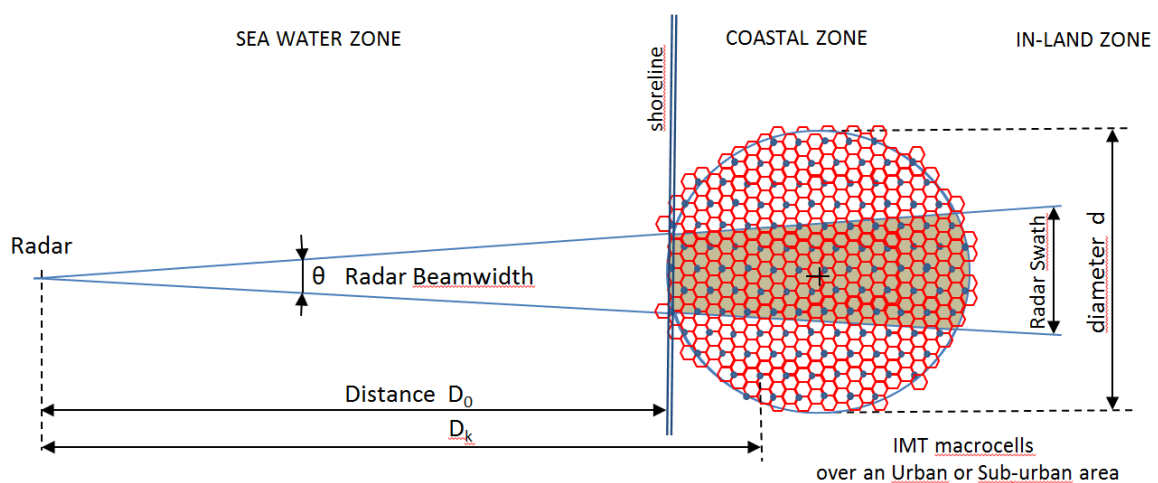 SEA WATER ZONE
COASTAL ZONE
IN-LAND ZONE
shoreline
Radar
θ Radar Beamwidth
Radar Swath
diameter d
Distance D₀
Dₖ
IMT macrocells
over an Urban or Sub-urban area